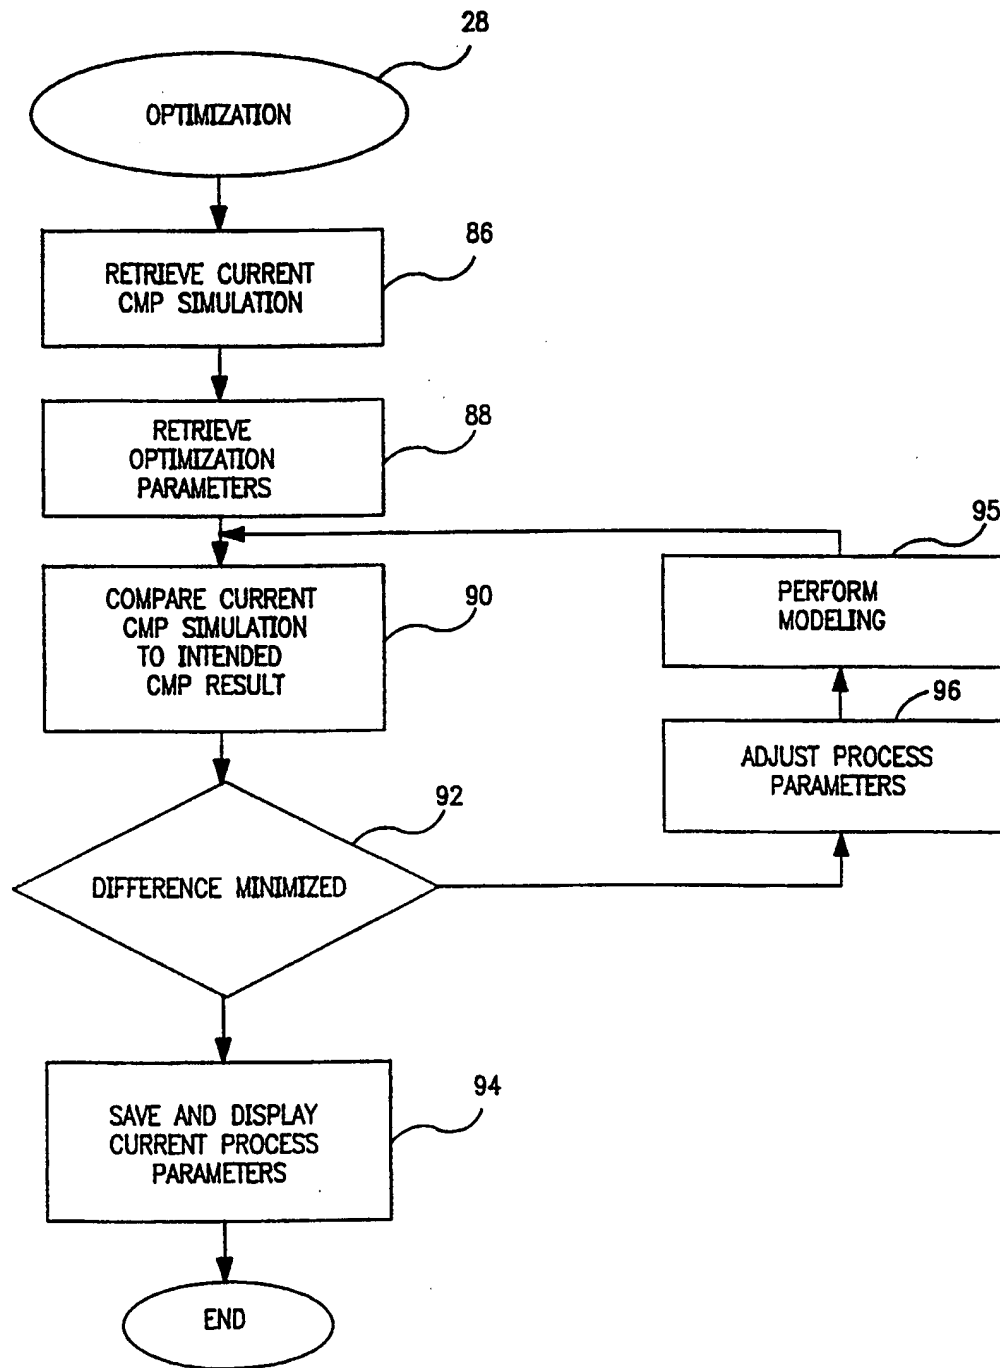 28
OPTIMIZATION
86
RETRIEVE CURRENT
CMP SIMULATION
88
RETRIEVE
OPTIMIZATION
PARAMETERS
95
PERFORM
MODELING
90
COMPARE CURRENT
CMP SIMULATION
TO INTENDED
CMP RESULT
96
ADJUST PROCESS
PARAMETERS
92
DIFFERENCE MINIMIZED
94
SAVE AND DISPLAY
CURRENT PROCESS
PARAMETERS
END